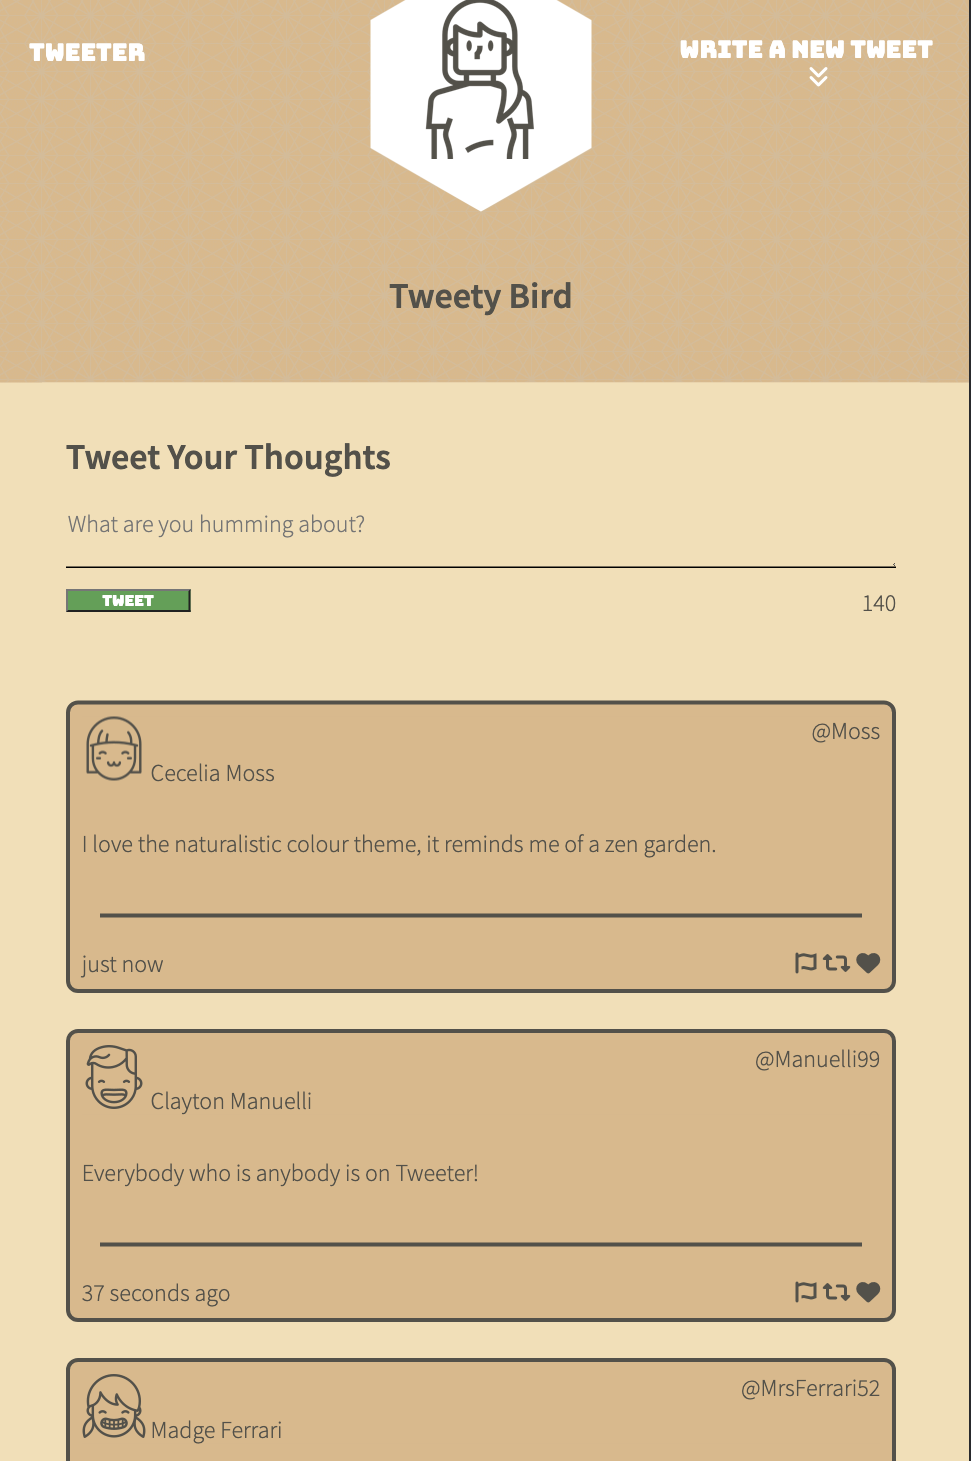 TWEETER
WRITE A NEW TWEET
Tweety Bird
Tweet Your Thoughts
What are you humming about?
TWEET
140
@Moss
Cecelia Moss
I love the naturalistic colour theme, it reminds me of a zen garden.
just now
@Manuelli99
Clayton Manuelli
Everybody who is anybody is on Tweeter!
37 seconds ago
@MrsFerrari52
Madge Ferrari